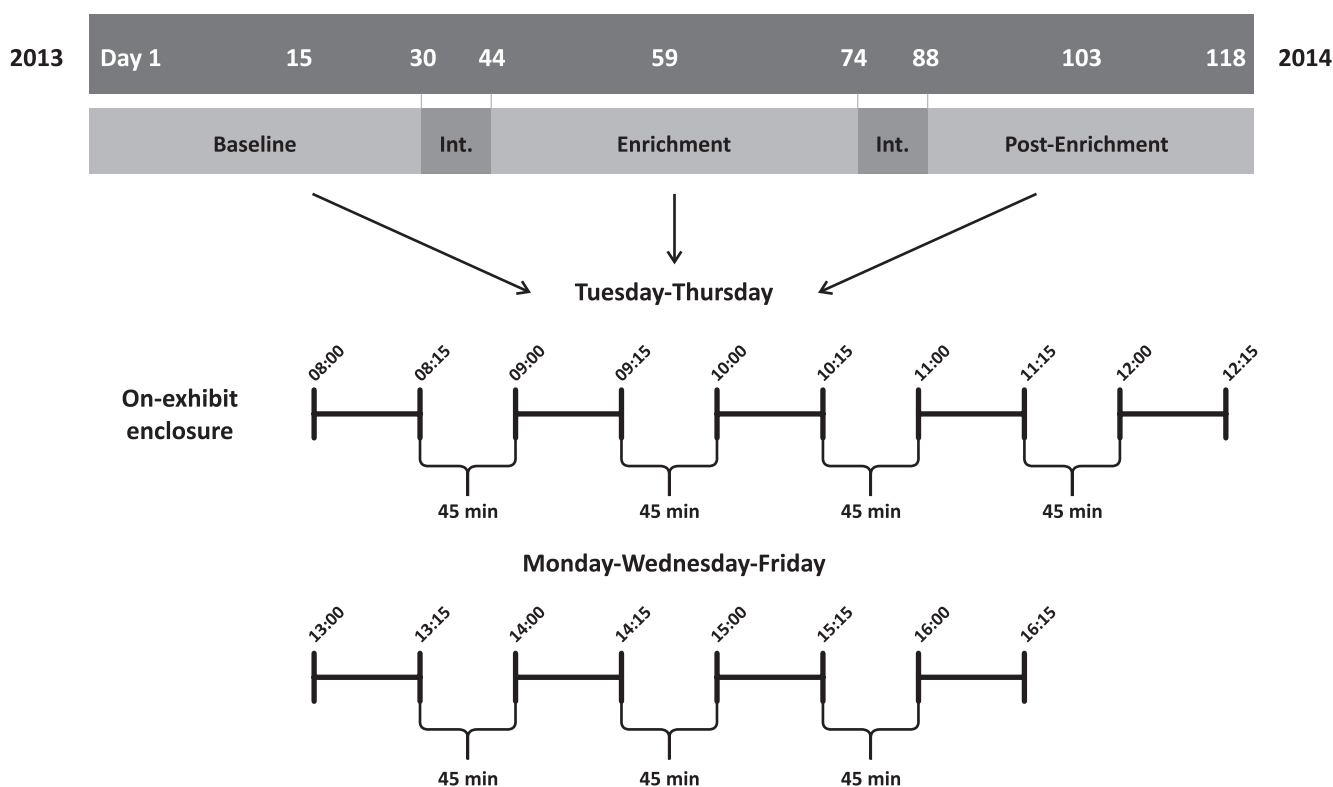 2013 Day 1 15 30 44 59 74 88 103 118 2014
Baseline Int. Enrichment Int. Post-Enrichment
Tuesday-Thursday
08:00 08:15 09:00 09:15 10:00 10:15 11:00 11:15 12:00 12:15
On-exhibit
enclosure
45 min 45 min 45 min 45 min
Monday-Wednesday-Friday
13:00 13:15 14:00 14:15 15:00 15:15 16:00 16:15
45 min 45 min 45 min